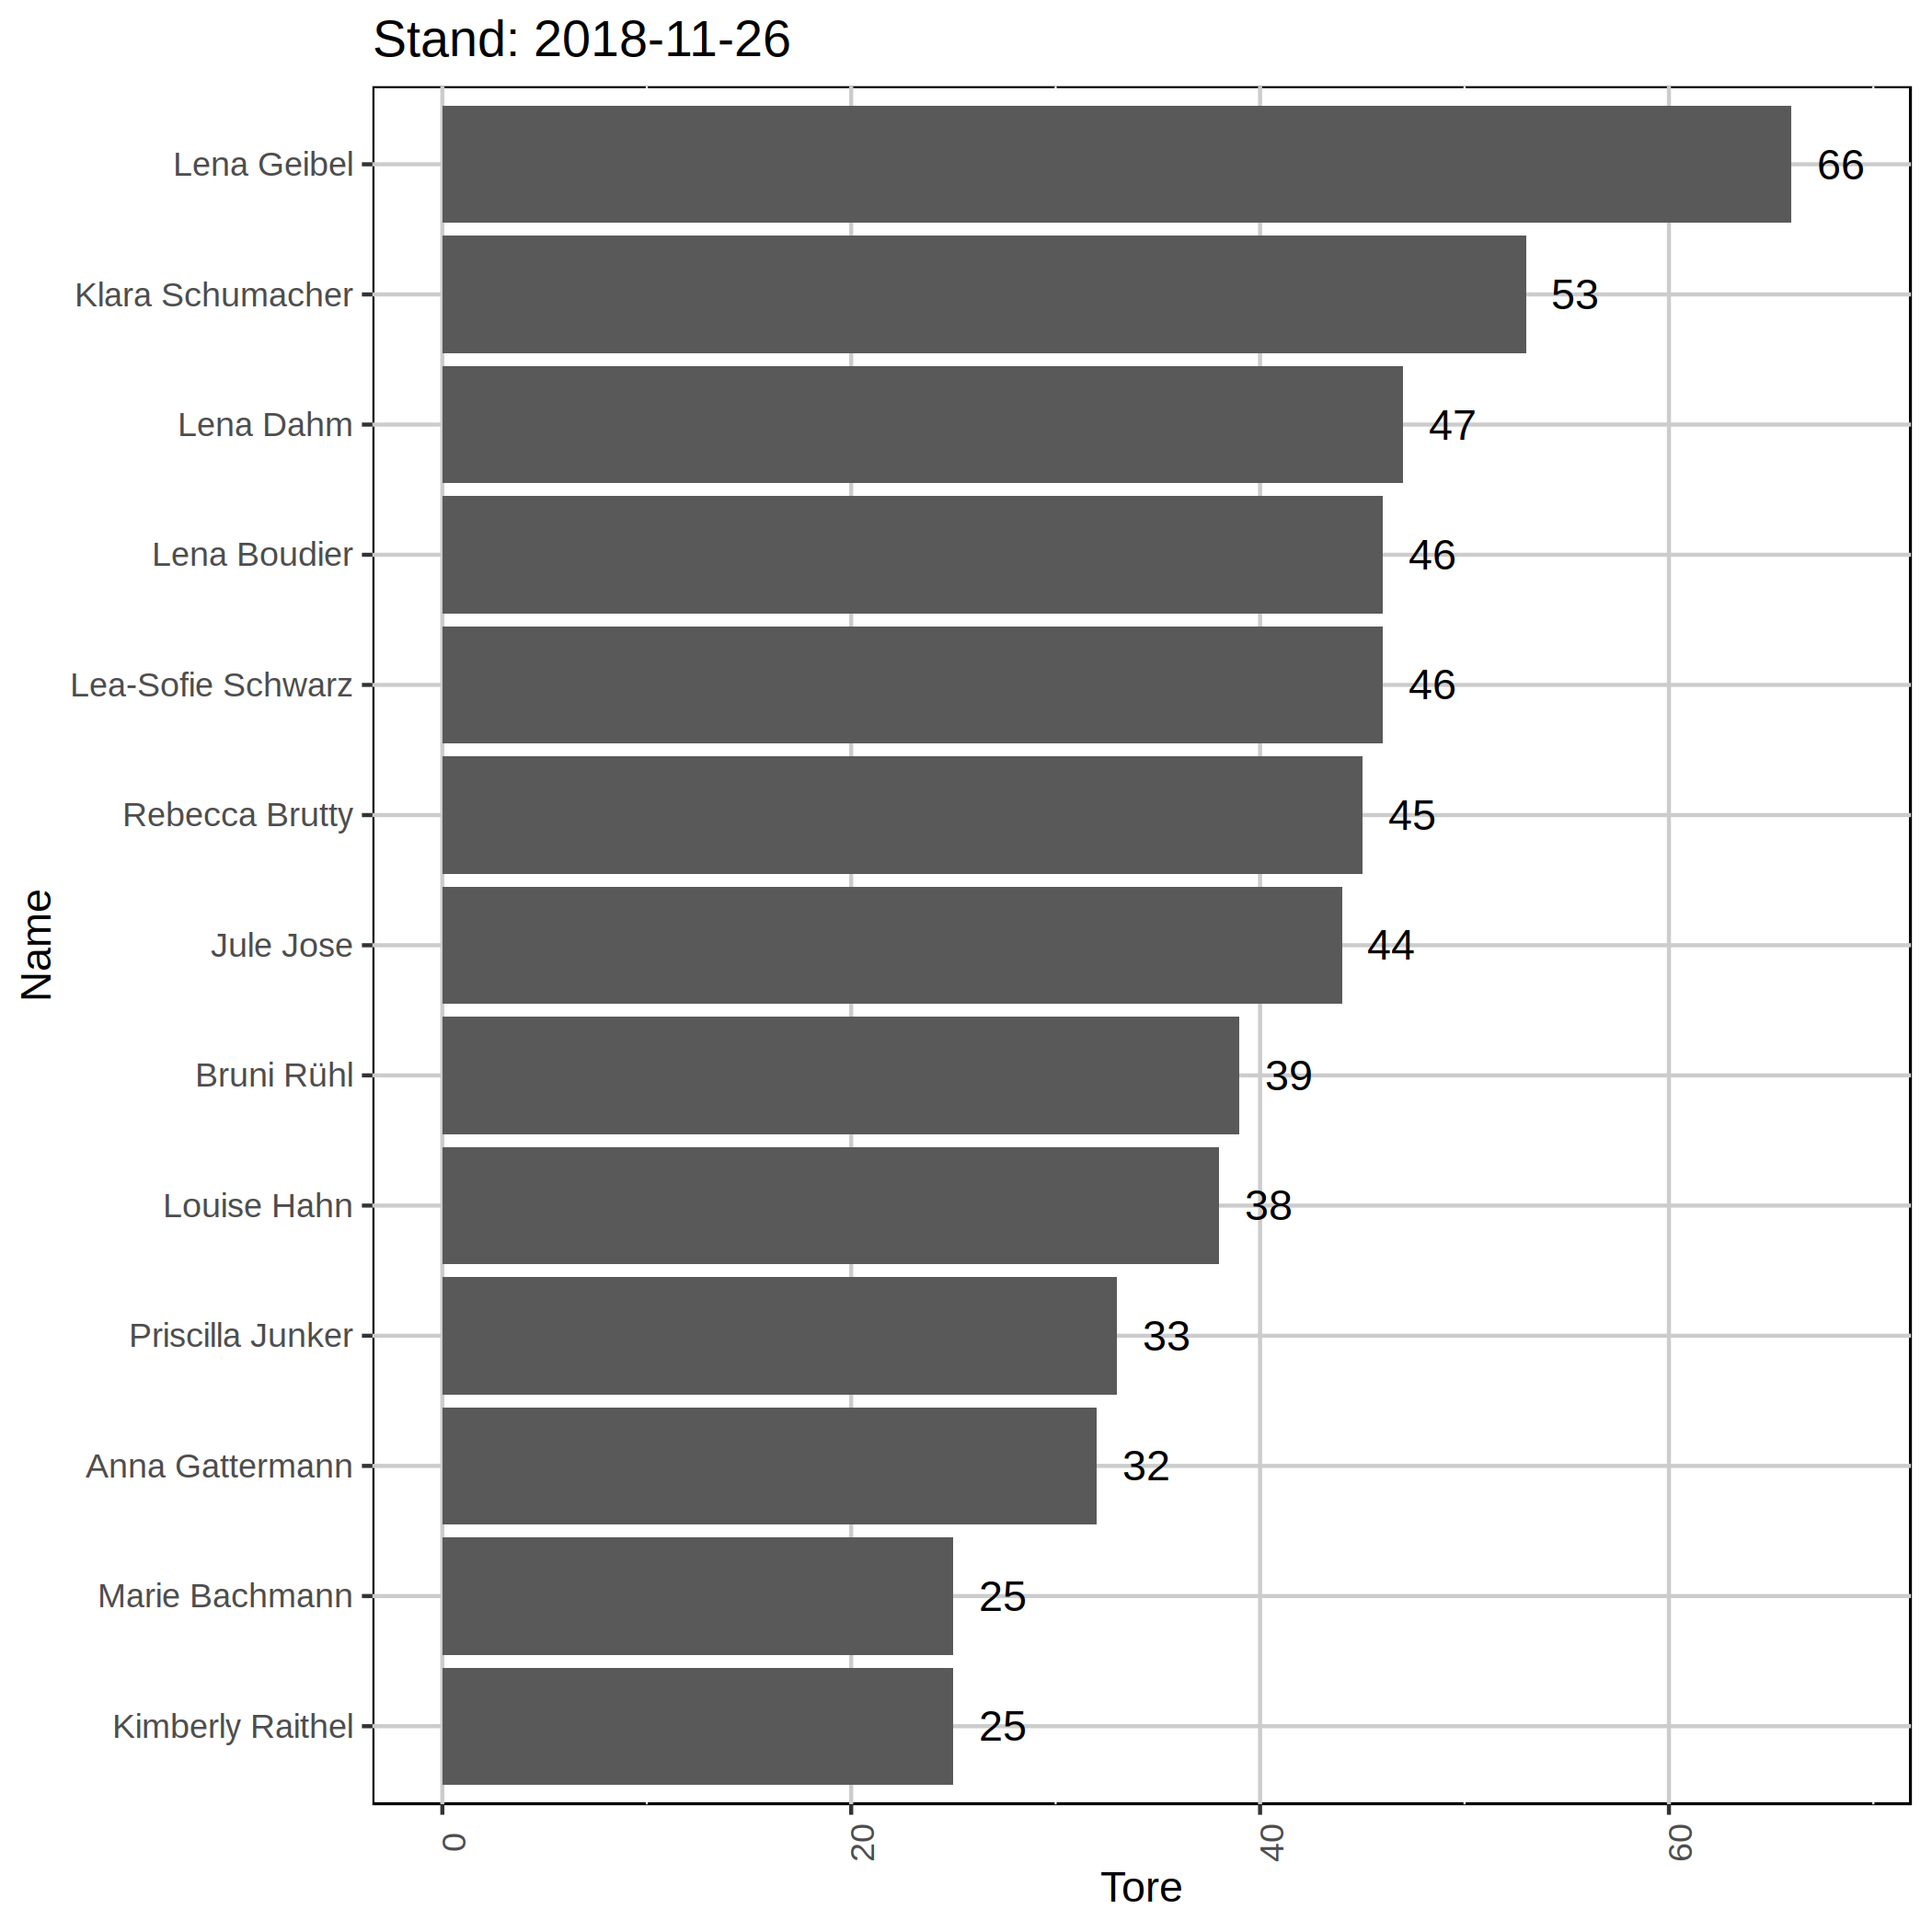 Stand: 2018-11-26
Name
Lena Geibel 66
Klara Schumacher 53
Lena Dahm 47
Lena Boudier 46
Lea-Sofie Schwarz 46
Rebecca Brutty 45
Jule Jose 44
Bruni Rühl 39
Louise Hahn 38
Priscilla Junker 33
Anna Gattermann 32
Marie Bachmann 25
Kimberly Raithel 25
0 20 40 60
Tore